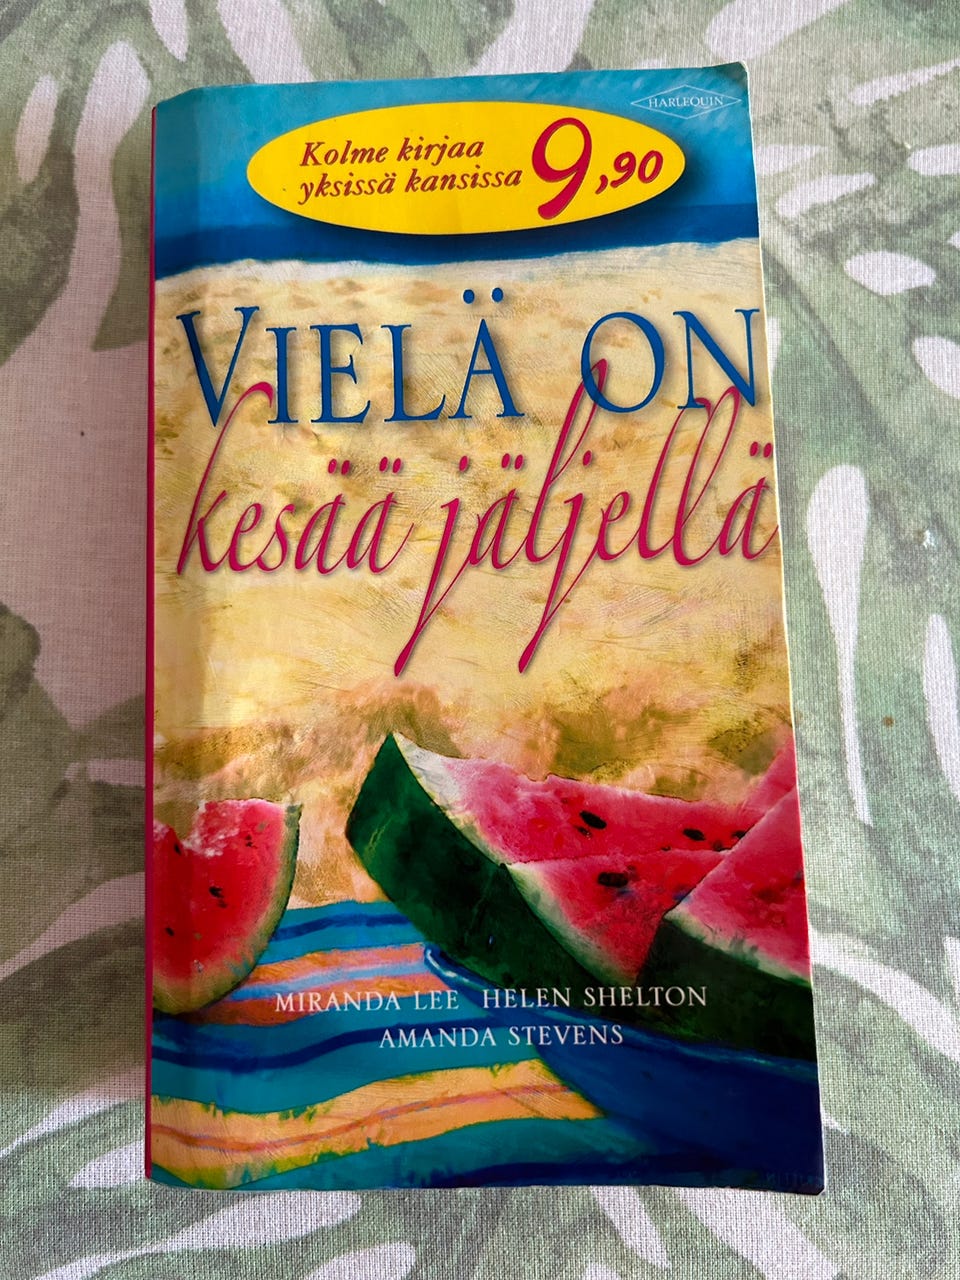 HARLEQUIN
Kolme kirjaa
yksissä kansissa
9,90
VIELÄ ON
kesää jäljellä
MIRANDA LEE HELEN SHELTON
AMANDA STEVENS